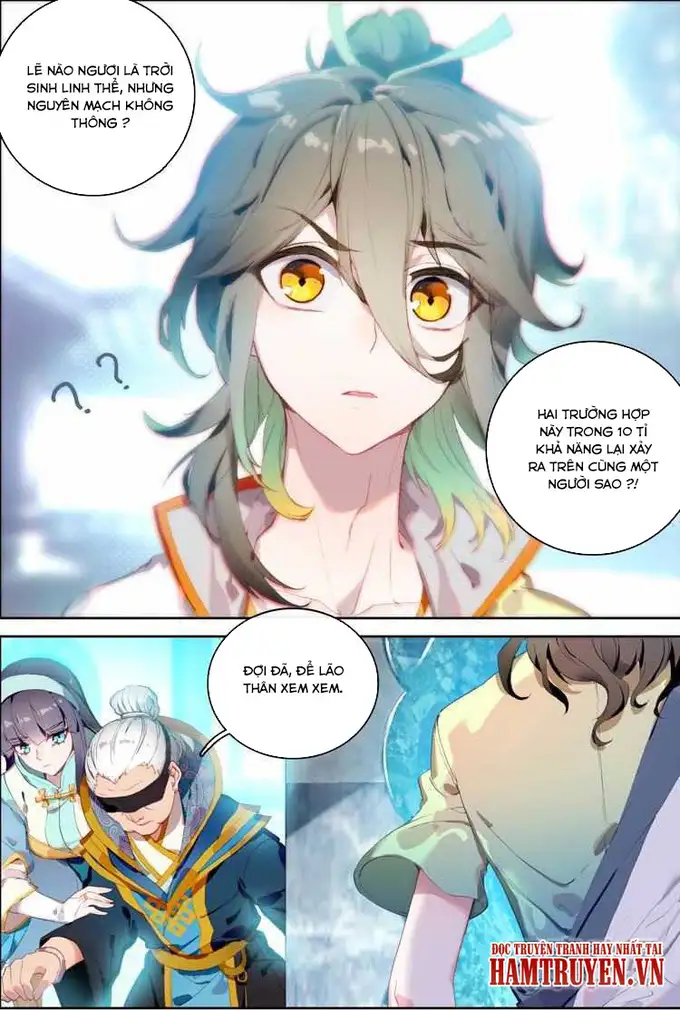 LẼ NÀO NGƯƠI LÀ TRỜI
SINH LINH THỂ, NHƯNG
NGUYÊN MẠCH KHÔNG
THÔNG ?
? ?
HAI TRƯỜNG HỢP
NÀY TRONG 10 TỈ
KHẢ NĂNG LẠI XẢY
RA TRÊN CÙNG MỘT
NGƯỜI SAO ?!
ĐỢI ĐÃ, ĐỂ LÃO
THÂN XEM XEM.
ĐỌC TRUYỆN TRANH HAY NHẤT TẠI
HAMTRUYEN.VN